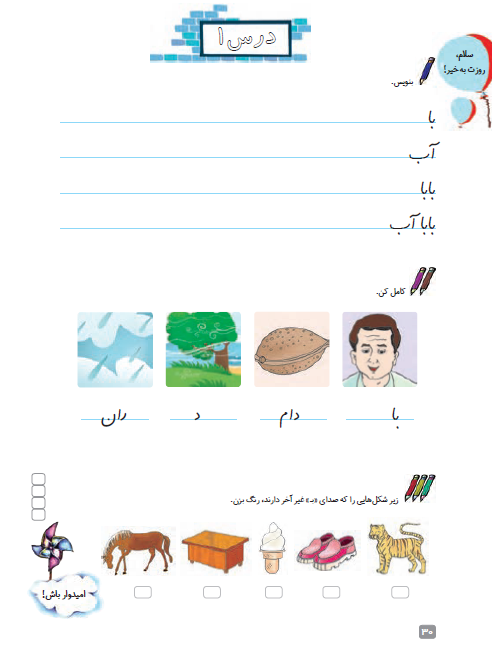 درس ۱
سلام،
روزت به خیر!
بنویس.
با
آب
بابا
بابا آب
کامل کن.
با
دام
د
ران
زیر شکل‌هایی را که صدای «بـ» غیر آخر دارند، رنگ بزن.
امیدوار باش!
۳۰